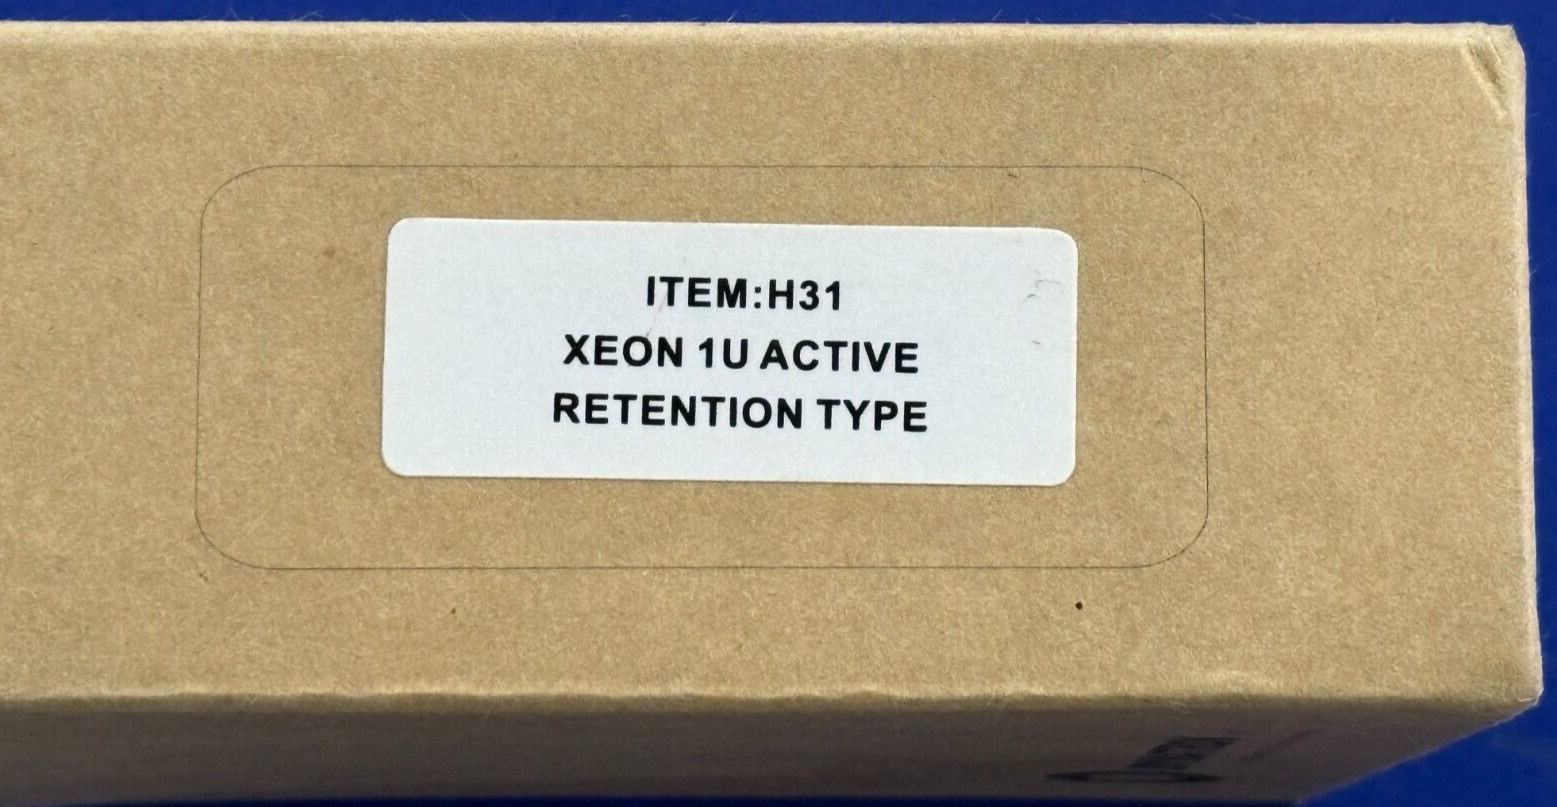 ITEM:H31
XEON 1U ACTIVE
RETENTION TYPE